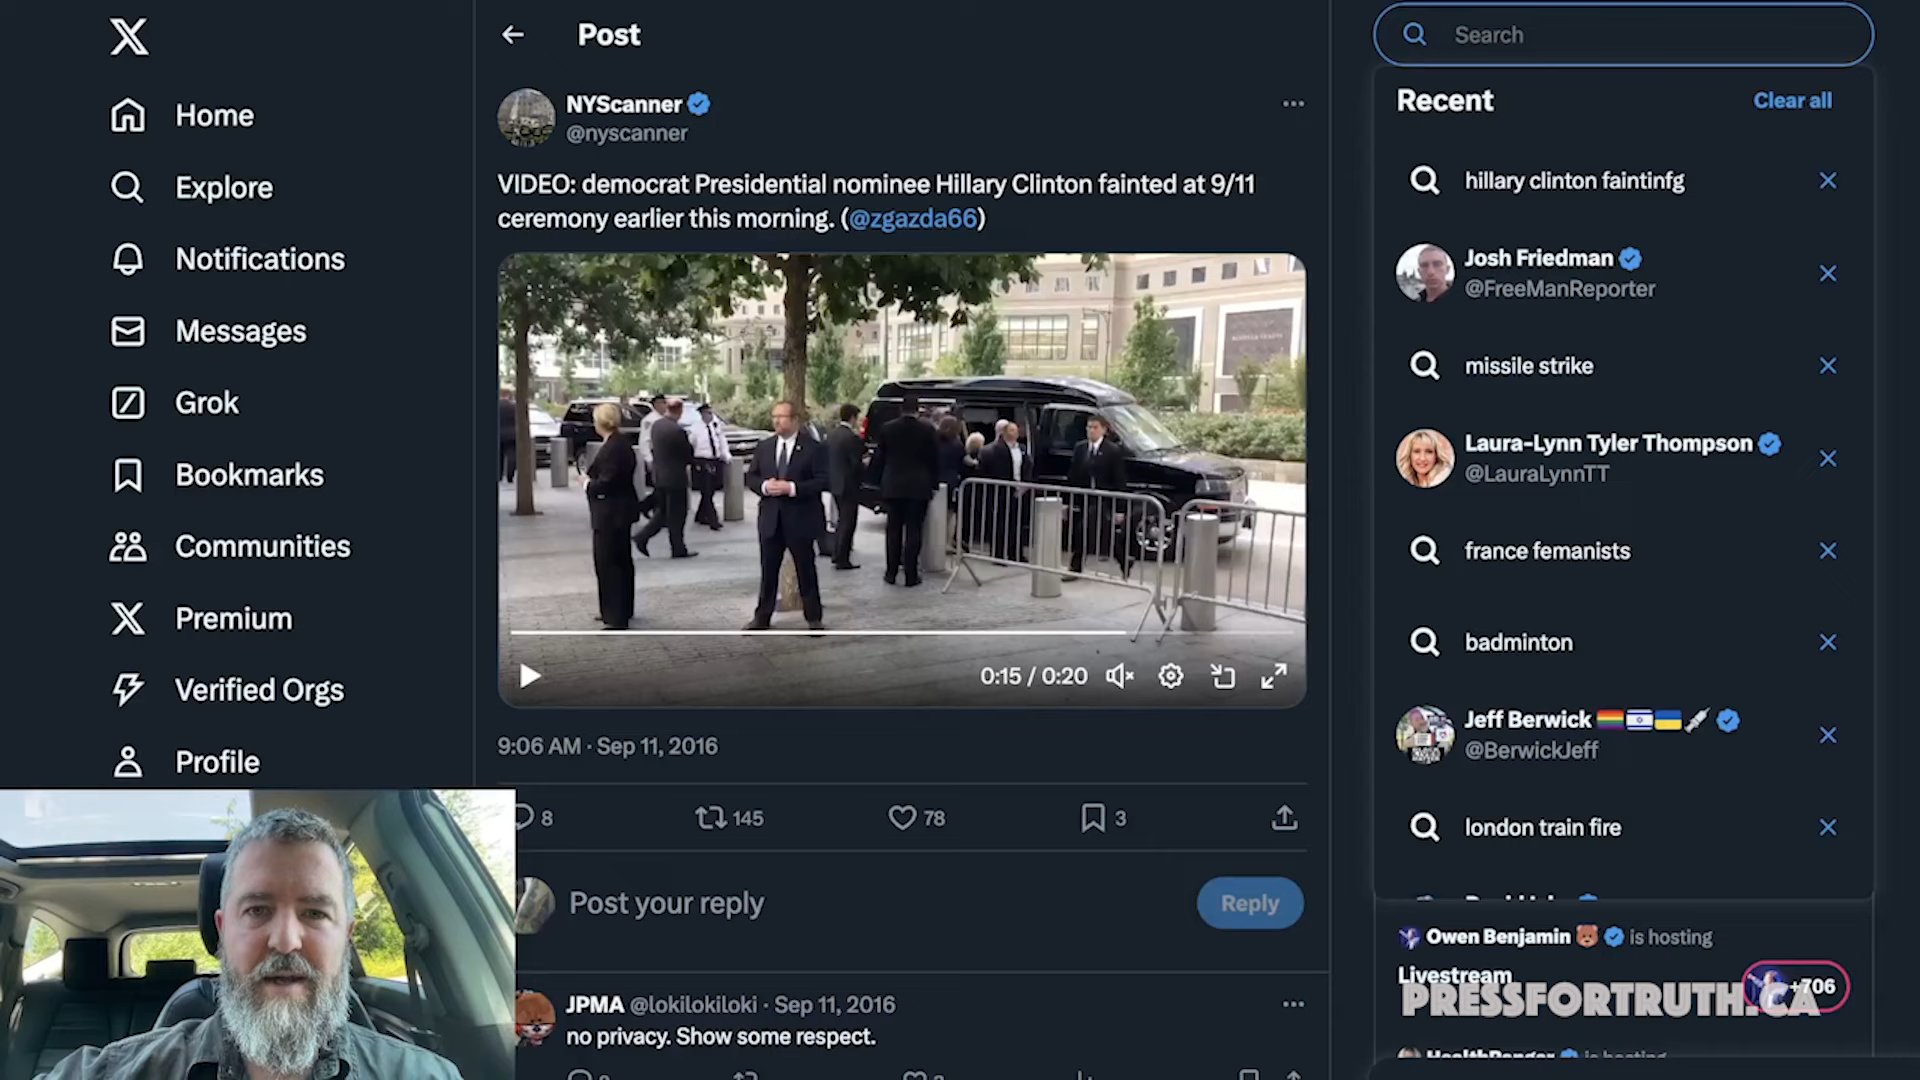 Home
Explore
Notifications
Messages
Grok
Bookmarks
Communities
Premium
Verified Orgs
Profile
Post
NYScanner
@nyscanner
VIDEO: democrat Presidential nominee Hillary Clinton fainted at 9/11
ceremony earlier this morning. (@zgazda66)
0:15 / 0:20
9:06 AM · Sep 11, 2016
8
145
78
3
Post your reply
Reply
JPMA @lokilokiloki · Sep 11, 2016
no privacy. Show some respect.
Search
Recent
Clear all
hillary clinton faintinfg
Josh Friedman
@FreeManReporter
missile strike
Laura-Lynn Tyler Thompson
@LauraLynnTT
france femanists
badminton
Jeff Berwick
@BerwickJeff
london train fire
Owen Benjamin is hosting
Livestream
+706
PRESSFORTRUTH.CA
HealthRanger is hosting